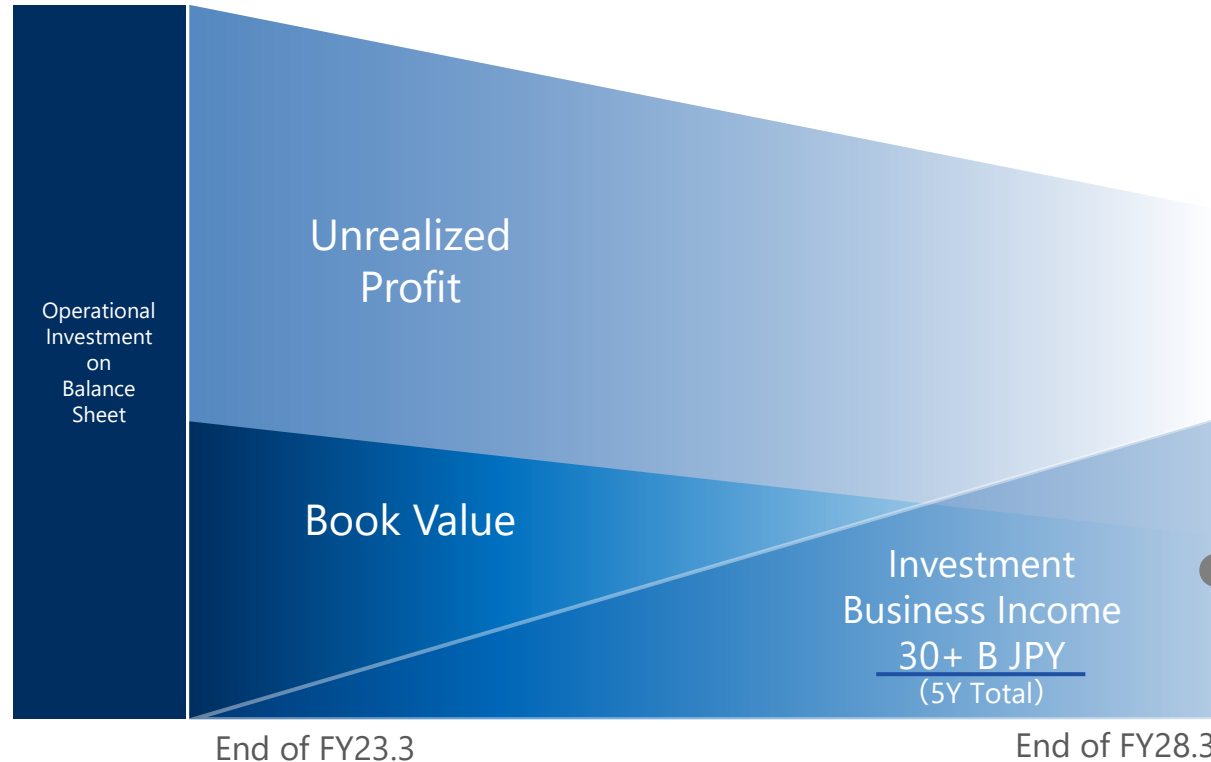 Operational
Investment
on
Balance
Sheet
Unrealized
Profit
Book Value
Investment
Business Income
30+ B JPY
(5Y Total)
End of FY23.3
End of FY28.3